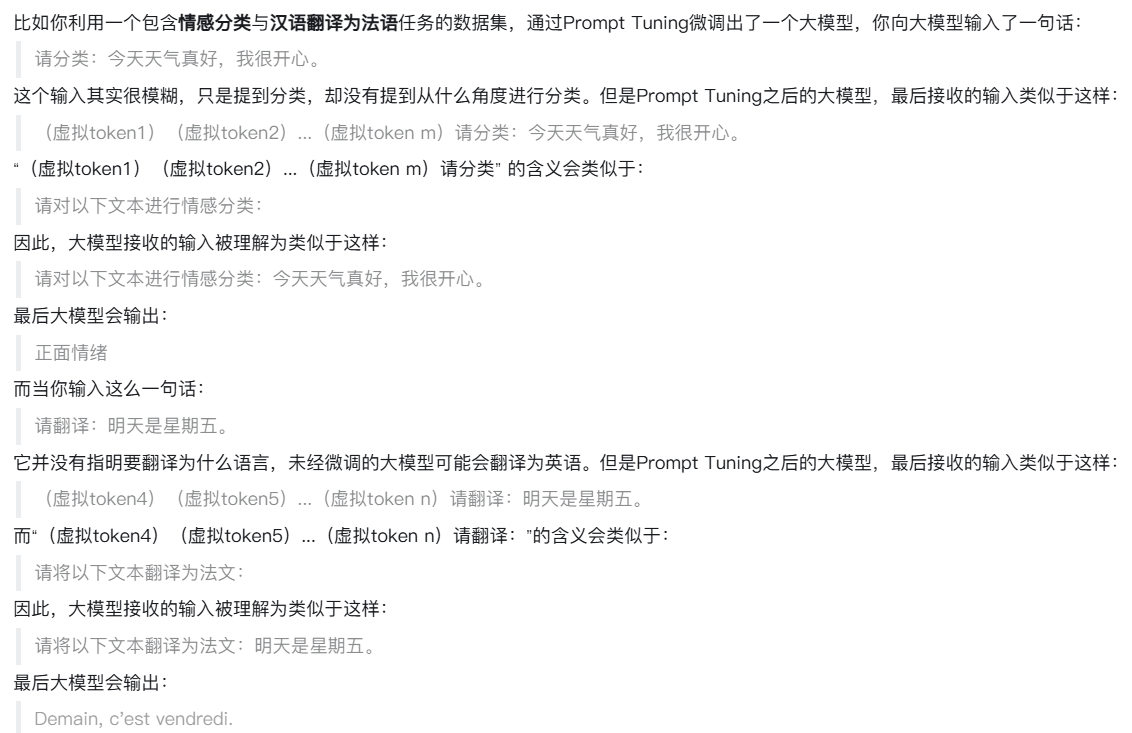 比如你利用一个包含情感分类与汉语翻译为法语任务的数据集，通过Prompt Tuning微调出了一个大模型，你向大模型输入了一句话：
请分类：今天天气真好，我很开心。
这个输入其实很模糊，只是提到分类，却没有提到从什么角度进行分类。但是Prompt Tuning之后的大模型，最后接收的输入类似于这样：
（虚拟token1）（虚拟token2）...（虚拟token m）请分类：今天天气真好，我很开心。
“（虚拟token1）（虚拟token2）...（虚拟token m）请分类” 的含义会类似于：
请对以下文本进行情感分类：
因此，大模型接收的输入被理解为类似于这样：
请对以下文本进行情感分类：今天天气真好，我很开心。
最后大模型会输出：
正面情绪
而当你输入这么一句话：
请翻译：明天是星期五。
它并没有指明要翻译为什么语言，未经微调的大模型可能会翻译为英语。但是Prompt Tuning之后的大模型，最后接收的输入类似于这样：
（虚拟token4）（虚拟token5）...（虚拟token n）请翻译：明天是星期五。
而“（虚拟token4）（虚拟token5）...（虚拟token n）请翻译：”的含义会类似于：
请将以下文本翻译为法文：
因此，大模型接收的输入被理解为类似于这样：
请将以下文本翻译为法文：明天是星期五。
最后大模型会输出：
Demain, c’est vendredi.